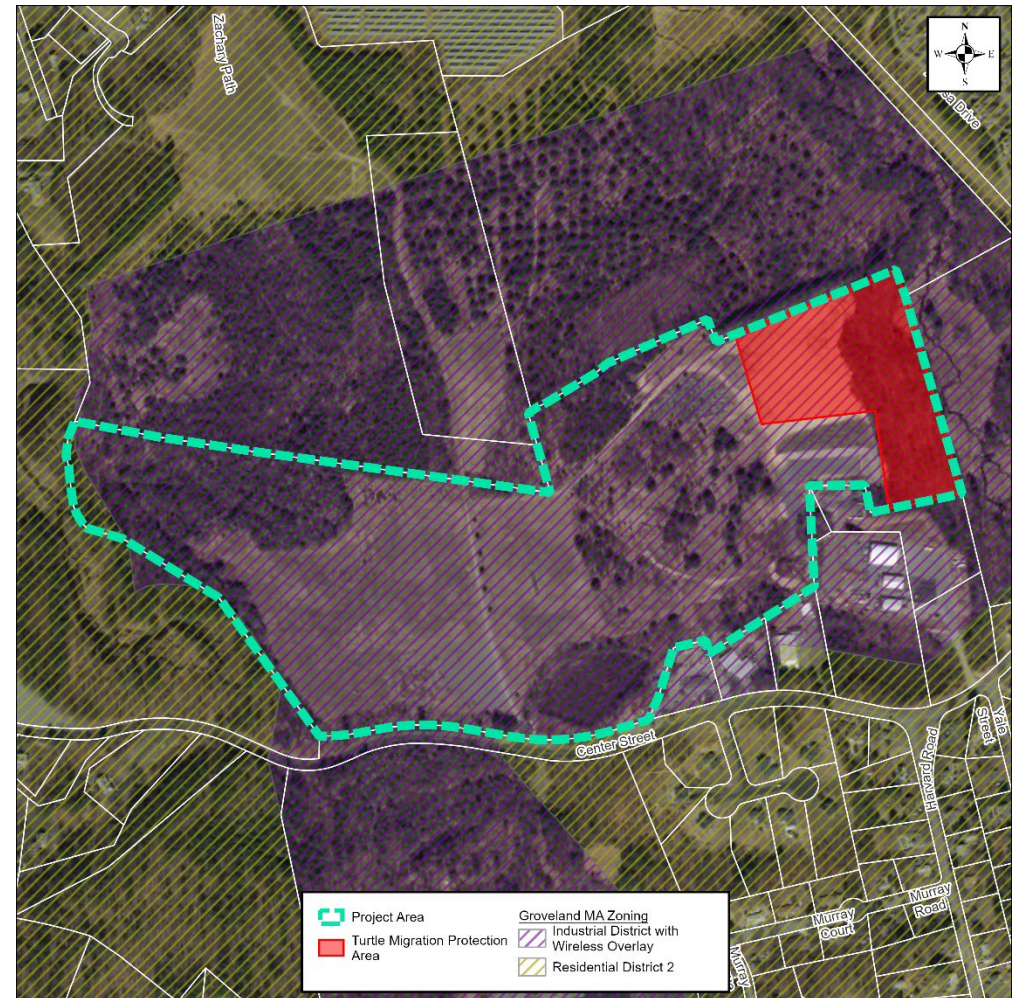 Zachary Path
N
W E
S
sa Drive
Center Street
Yale
Street
Harvard Road
Murray
Road
Murray
Court
Murray
Project Area
Turtle Migration Protection
Area
Groveland MA Zoning
Industrial District with
Wireless Overlay
Residential District 2